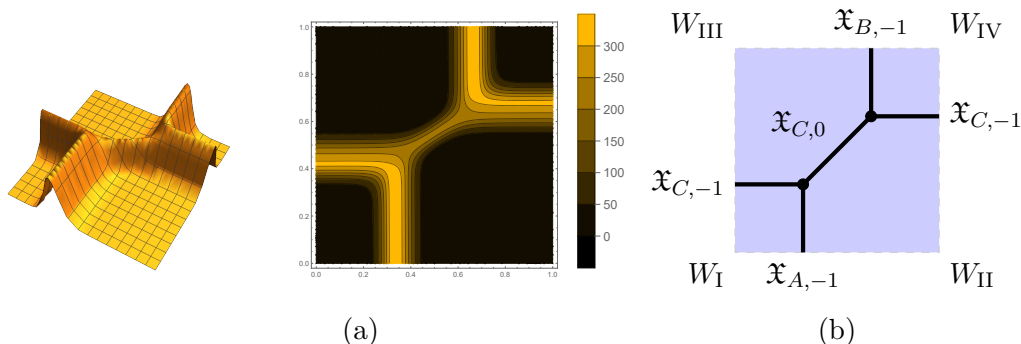 1.0
0.8
0.6
0.4
0.2
0.0
0.0 0.2 0.4 0.6 0.8 1.0
300
250
200
150
100
50
0
(a)
W_III 𝔛_{B,−1} W_IV
𝔛_{C,0} 𝔛_{C,−1}
𝔛_{C,−1}
W_I 𝔛_{A,−1} W_II
(b)